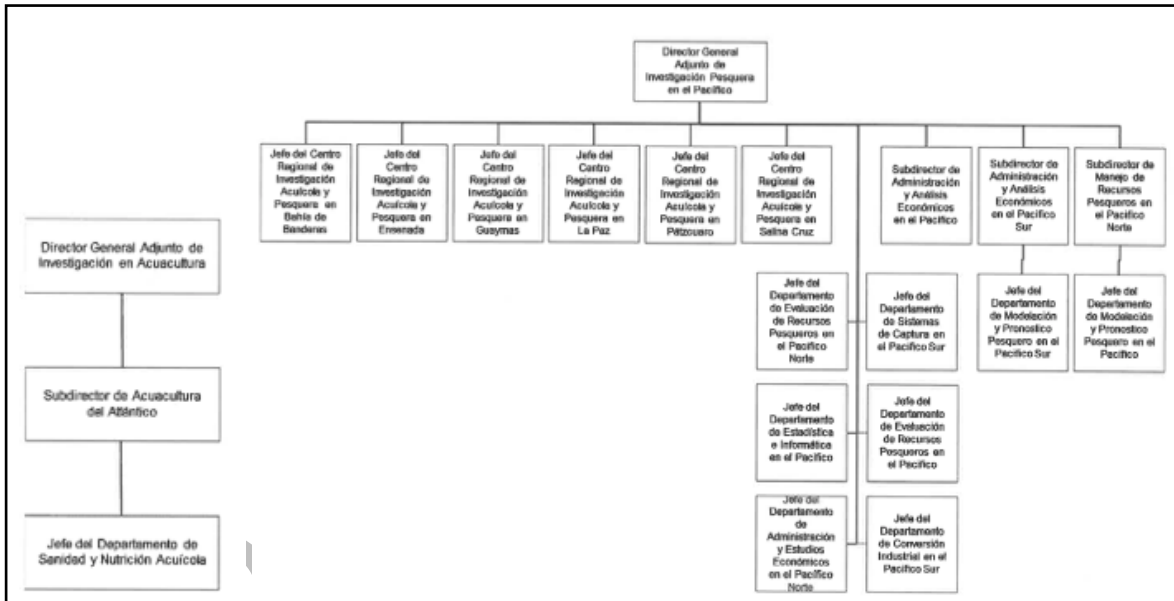 Director General
Adjunto de
Investigación Pesquera
en el Pacífico
Jefe del Centro
Regional de
Investigación
Acuícola y
Pesquera en
Bahía de
Banderas
Jefe del
Centro
Regional de
Investigación
Acuícola y
Pesquera en
Ensenada
Jefe del
Centro
Regional de
Investigación
Acuícola y
Pesquera en
Guaymas
Jefe del
Centro
Regional de
Investigación
Acuícola y
Pesquera en
La Paz
Jefe del
Centro
Regional de
Investigación
Acuícola y
Pesquera en
Pátzcuaro
Jefe del
Centro
Regional de
Investigación
Acuícola y
Pesquera en
Salina Cruz
Subdirector de
Administración
y Análisis
Económicos
en el Pacífico
Subdirector de
Administración
y Análisis
Económicos
en el Pacífico
Sur
Subdirector de
Manejo de
Recursos
Pesqueros en
el Pacífico
Norte
Director General Adjunto de
Investigación en Acuacultura
Subdirector de Acuacultura
del Atlántico
Jefe del Departamento de
Sanidad y Nutrición Acuícola
Jefe del
Departamento
de Evaluación
de Recursos
Pesqueros en
el Pacífico
Norte
Jefe del
Departamento
de Sistemas
de Captura
en el Pacífico Sur
Jefe del
Departamento
de Modelación
y Pronostico
Pesquero en el
Pacífico Sur
Jefe del
Departamento
de Modelación
y Pronostico
Pesquero en el
Pacífico
Jefe del
Departamento
de Estadística
e Informática
en el Pacífico
Jefe del
Departamento
de Evaluación
de Recursos
Pesqueros en
el Pacífico
Jefe del
Departamento
de
Administración
y Estudios
Económicos
en el Pacífico
Norte
Jefe del
Departamento
de Conversión
Industrial en el
Pacífico Sur